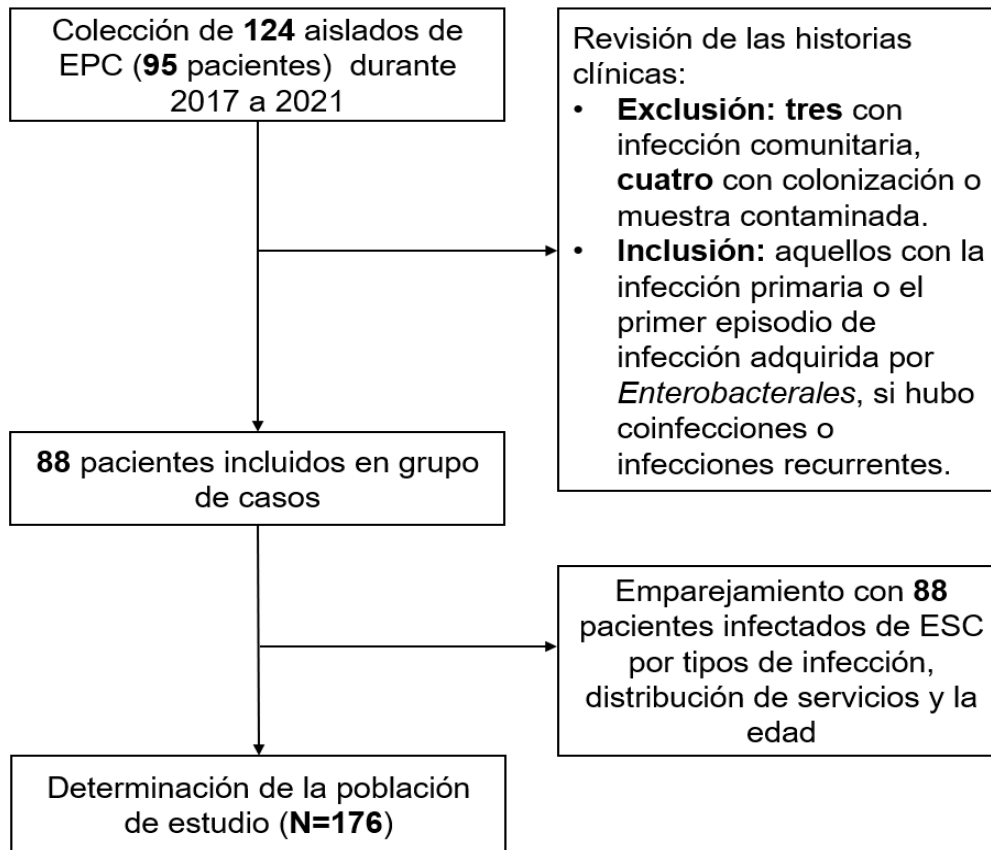 Colección de 124 aislados de
EPC (95 pacientes) durante
2017 a 2021
Revisión de las historias
clínicas:
• Exclusión: tres con
infección comunitaria,
cuatro con colonización o
muestra contaminada.
• Inclusión: aquellos con la
infección primaria o el
primer episodio de
infección adquirida por
Enterobacterales, si hubo
coinfecciones o
infecciones recurrentes.
88 pacientes incluidos en grupo
de casos
Emparejamiento con 88
pacientes infectados de ESC
por tipos de infección,
distribución de servicios y la
edad
Determinación de la población
de estudio (N=176)